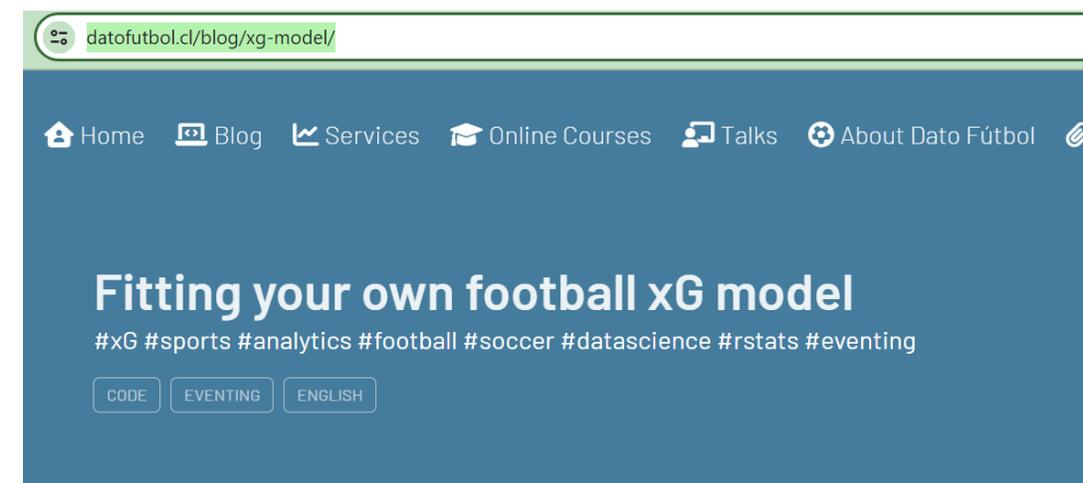 datofutbol.cl/blog/xg-model/
Home Blog Services Online Courses Talks About Dato Fútbol
Fitting your own football xG model
#xG #sports #analytics #football #soccer #datascience #rstats #eventing
CODE EVENTING ENGLISH